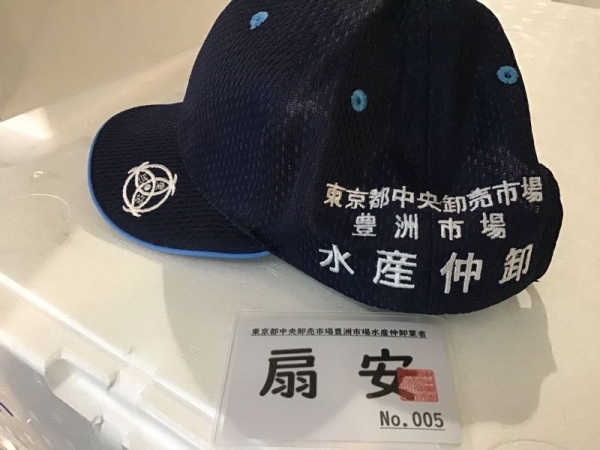 東京都中央卸売市場
豊洲市場
水産仲卸
東京都中央卸売市場豊洲市場水産仲卸業者
扇安
No.005